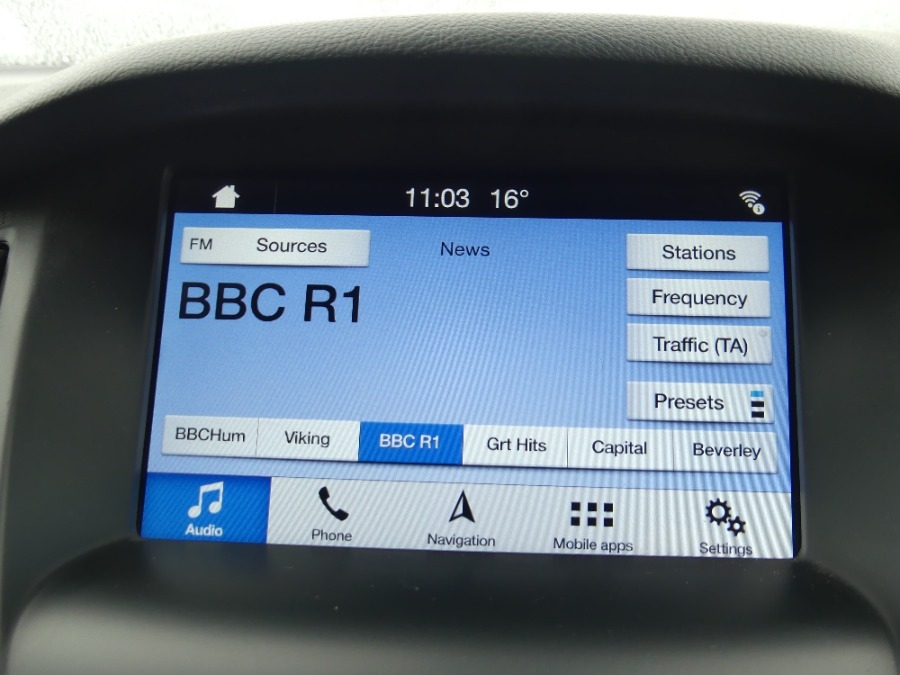 11:03 16°
FM Sources
News
Stations
BBC R1
Frequency
Traffic (TA)
Presets
BBCHum Viking BBC R1 Grt Hits Capital Beverley
Audio Phone Navigation Mobile apps Settings